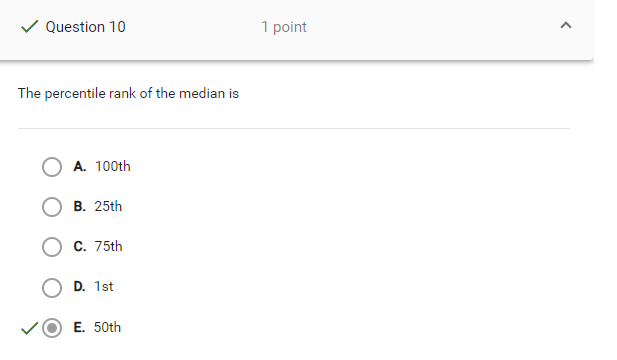 Question 10 1 point
The percentile rank of the median is
A. 100th
B. 25th
C. 75th
D. 1st
E. 50th